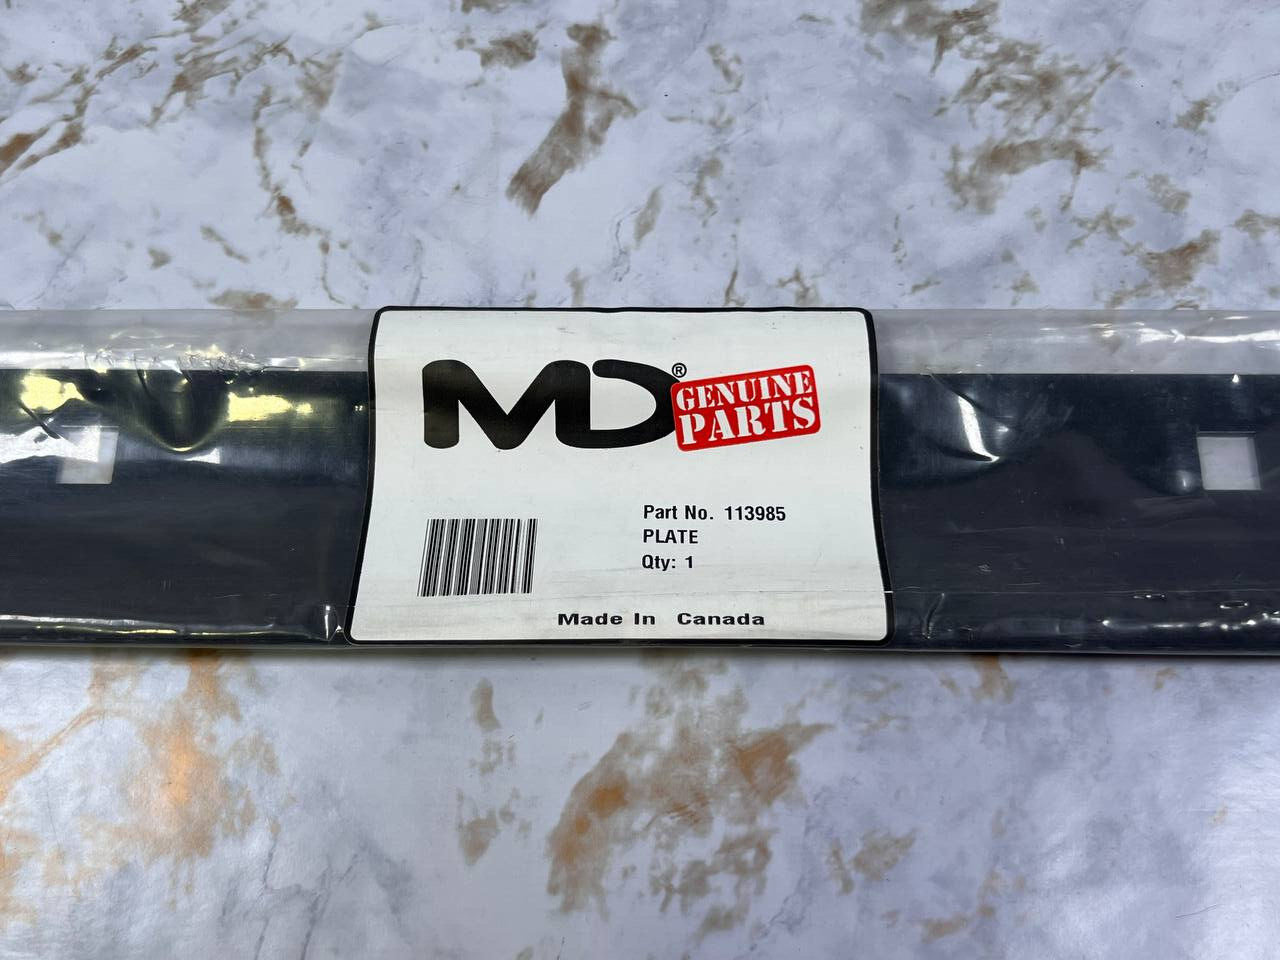 MD®
GENUINE
PARTS
Part No. 113985
PLATE
Qty: 1
Made In Canada